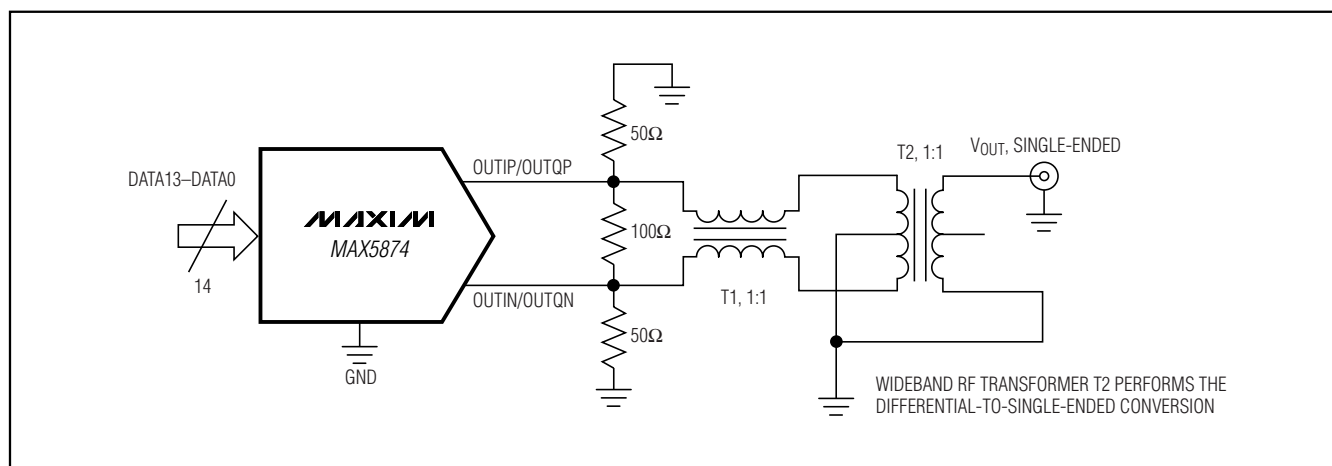 50Ω
T2, 1:1
VOUT, SINGLE-ENDED
DATA13–DATA0
OUTIP/OUTQP
MAXIM
MAX5874
100Ω
14
OUTIN/OUTQN
T1, 1:1
50Ω
GND
WIDEBAND RF TRANSFORMER T2 PERFORMS THE
DIFFERENTIAL-TO-SINGLE-ENDED CONVERSION